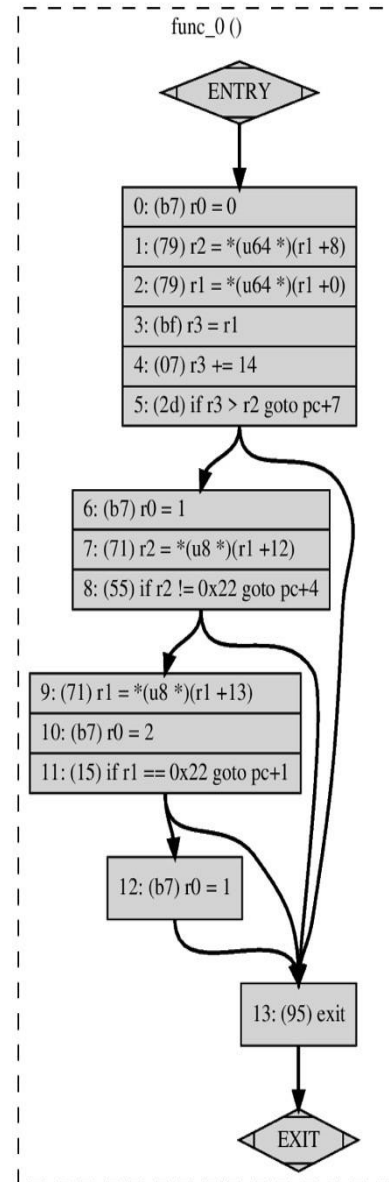 func_0 ()
ENTRY
0: (b7) r0 = 0
1: (79) r2 = *(u64 *)(r1 +8)
2: (79) r1 = *(u64 *)(r1 +0)
3: (bf) r3 = r1
4: (07) r3 += 14
5: (2d) if r3 > r2 goto pc+7
6: (b7) r0 = 1
7: (71) r2 = *(u8 *)(r1 +12)
8: (55) if r2 != 0x22 goto pc+4
9: (71) r1 = *(u8 *)(r1 +13)
10: (b7) r0 = 2
11: (15) if r1 == 0x22 goto pc+1
12: (b7) r0 = 1
13: (95) exit
EXIT